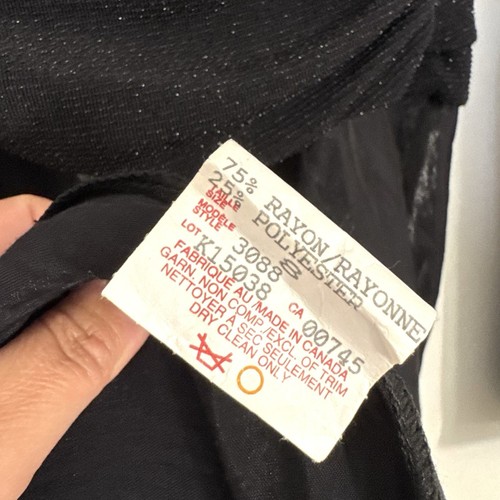 75% RAYON/RAYONNE
25% POLYESTER
TAILLE
SIZE 8
MODÈLE
STYLE 3088
LOT K15038 CA 00745
FABRIQUE AU MADE IN CANADA
GARN. NON COMP./EXCL. OF TRIM
NETTOYER A SEC SEULEMENT
DRY CLEAN ONLY